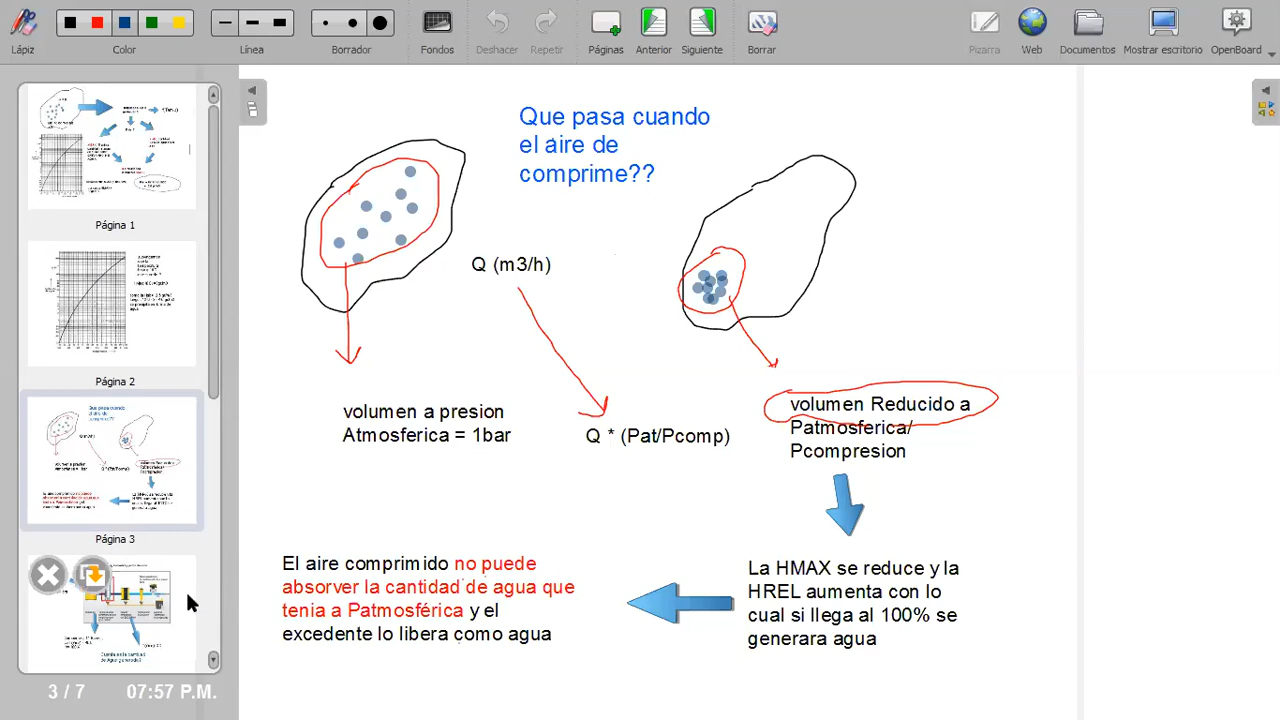 Lápiz
Color
Línea
Borrador
Fondos
Deshacer
Repetir
Páginas
Anterior
Siguiente
Borrar
Pizarra
Web
Documentos
Mostrar escritorio
OpenBoard
Página 1
Página 2
Página 3
3 / 7
07:57 P.M.
Que pasa cuando
el aire de
comprime??
Q (m3/h)
volumen a presion
Atmosferica = 1bar
Q * (Pat/Pcomp)
volumen Reducido a
Patmosferica/
Pcompresion
La HMAX se reduce y la
HREL aumenta con lo
cual si llega al 100% se
generara agua
El aire comprimido no puede
absorver la cantidad de agua que
tenia a Patmosférica y el
excedente lo libera como agua